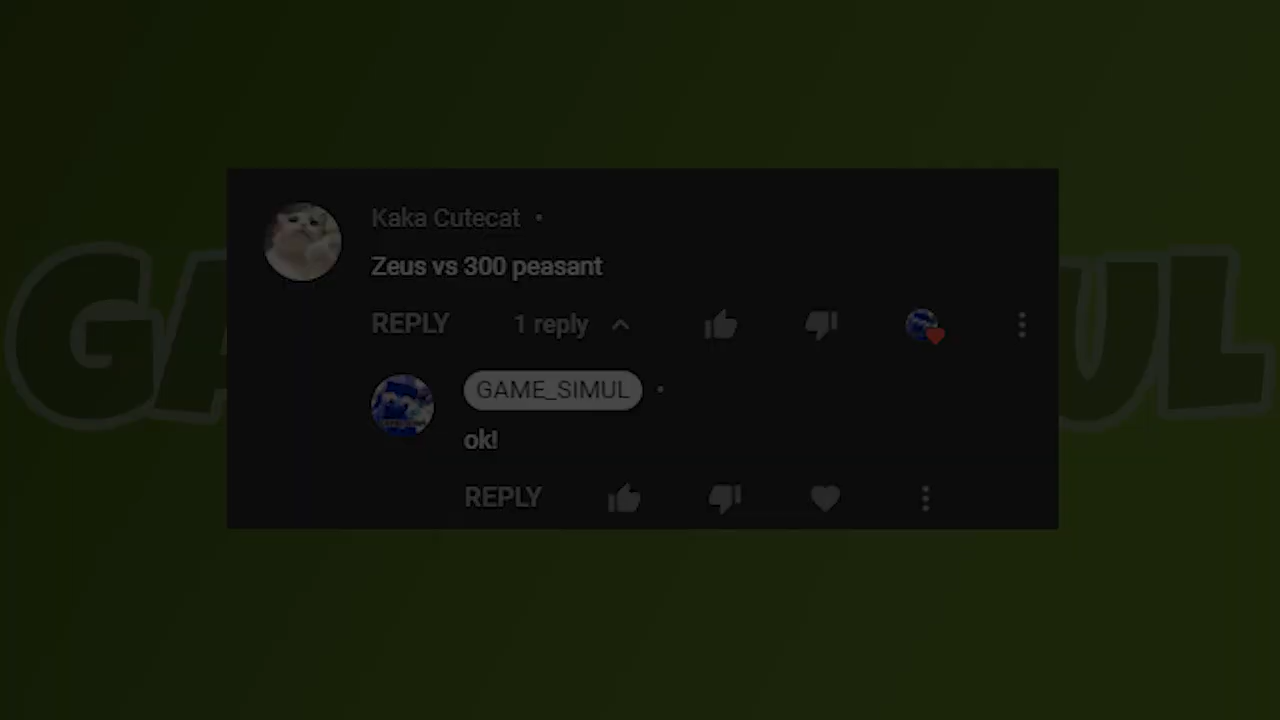 Kaka Cutecat •
Zeus vs 300 peasant
REPLY 1 reply
GAME_SIMUL •
ok!
REPLY